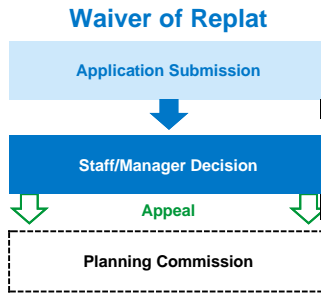 Waiver of Replat
Application Submission
Staff/Manager Decision
Appeal
Planning Commission